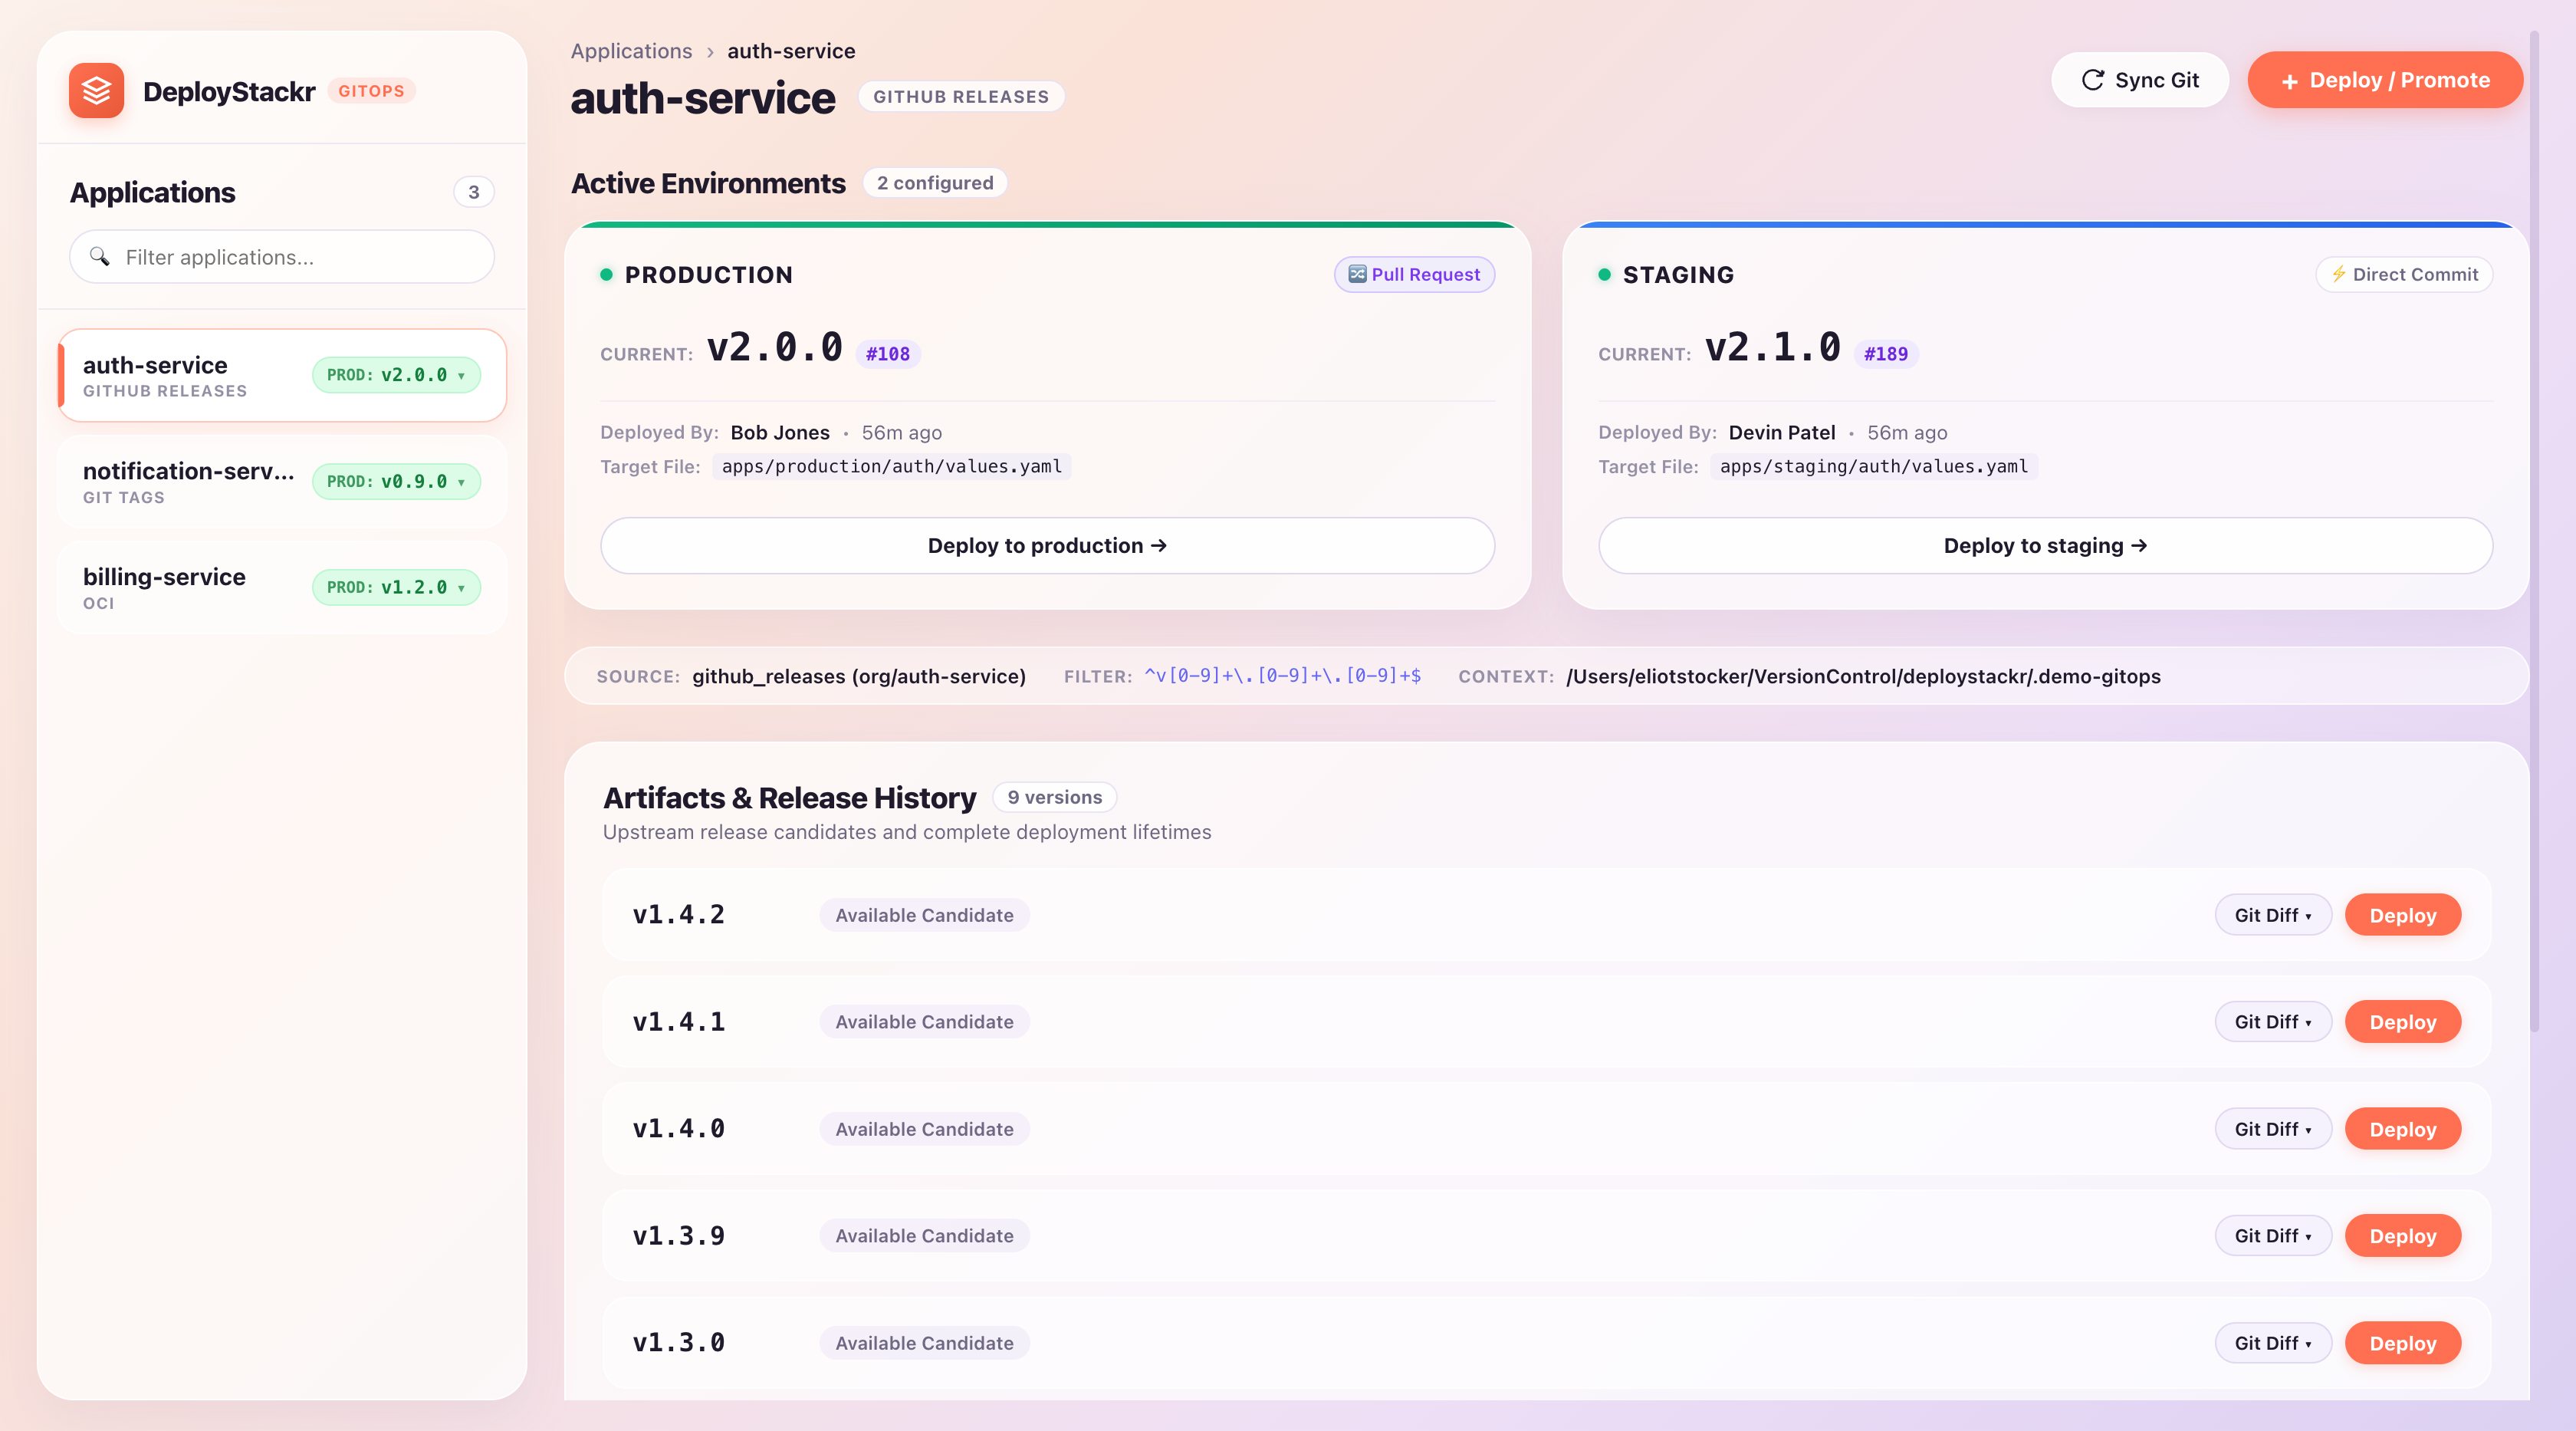 DeployStackr GITOPS
Applications 3
Filter applications...
auth-service
GITHUB RELEASES
PROD: v2.0.0 ▾
notification-serv...
GIT TAGS
PROD: v0.9.0 ▾
billing-service
OCI
PROD: v1.2.0 ▾
Applications › auth-service
auth-service GITHUB RELEASES
Sync Git
+ Deploy / Promote
Active Environments 2 configured
PRODUCTION
Pull Request
CURRENT: v2.0.0 #108
Deployed By: Bob Jones • 56m ago
Target File: apps/production/auth/values.yaml
Deploy to production →
STAGING
Direct Commit
CURRENT: v2.1.0 #189
Deployed By: Devin Patel • 56m ago
Target File: apps/staging/auth/values.yaml
Deploy to staging →
SOURCE: github_releases (org/auth-service) FILTER: ^v[0-9]+\.[0-9]+\.[0-9]+$ CONTEXT: /Users/eliotstocker/VersionControl/deploystackr/.demo-gitops
Artifacts & Release History 9 versions
Upstream release candidates and complete deployment lifetimes
v1.4.2 Available Candidate Git Diff ▾ Deploy
v1.4.1 Available Candidate Git Diff ▾ Deploy
v1.4.0 Available Candidate Git Diff ▾ Deploy
v1.3.9 Available Candidate Git Diff ▾ Deploy
v1.3.0 Available Candidate Git Diff ▾ Deploy